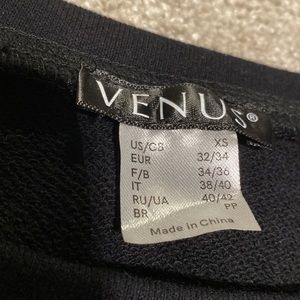 VENUS®
US/GB XS
EUR 32/34
F/B 34/36
IT 38/40
RU/UA 40/42
BR PP
Made in China